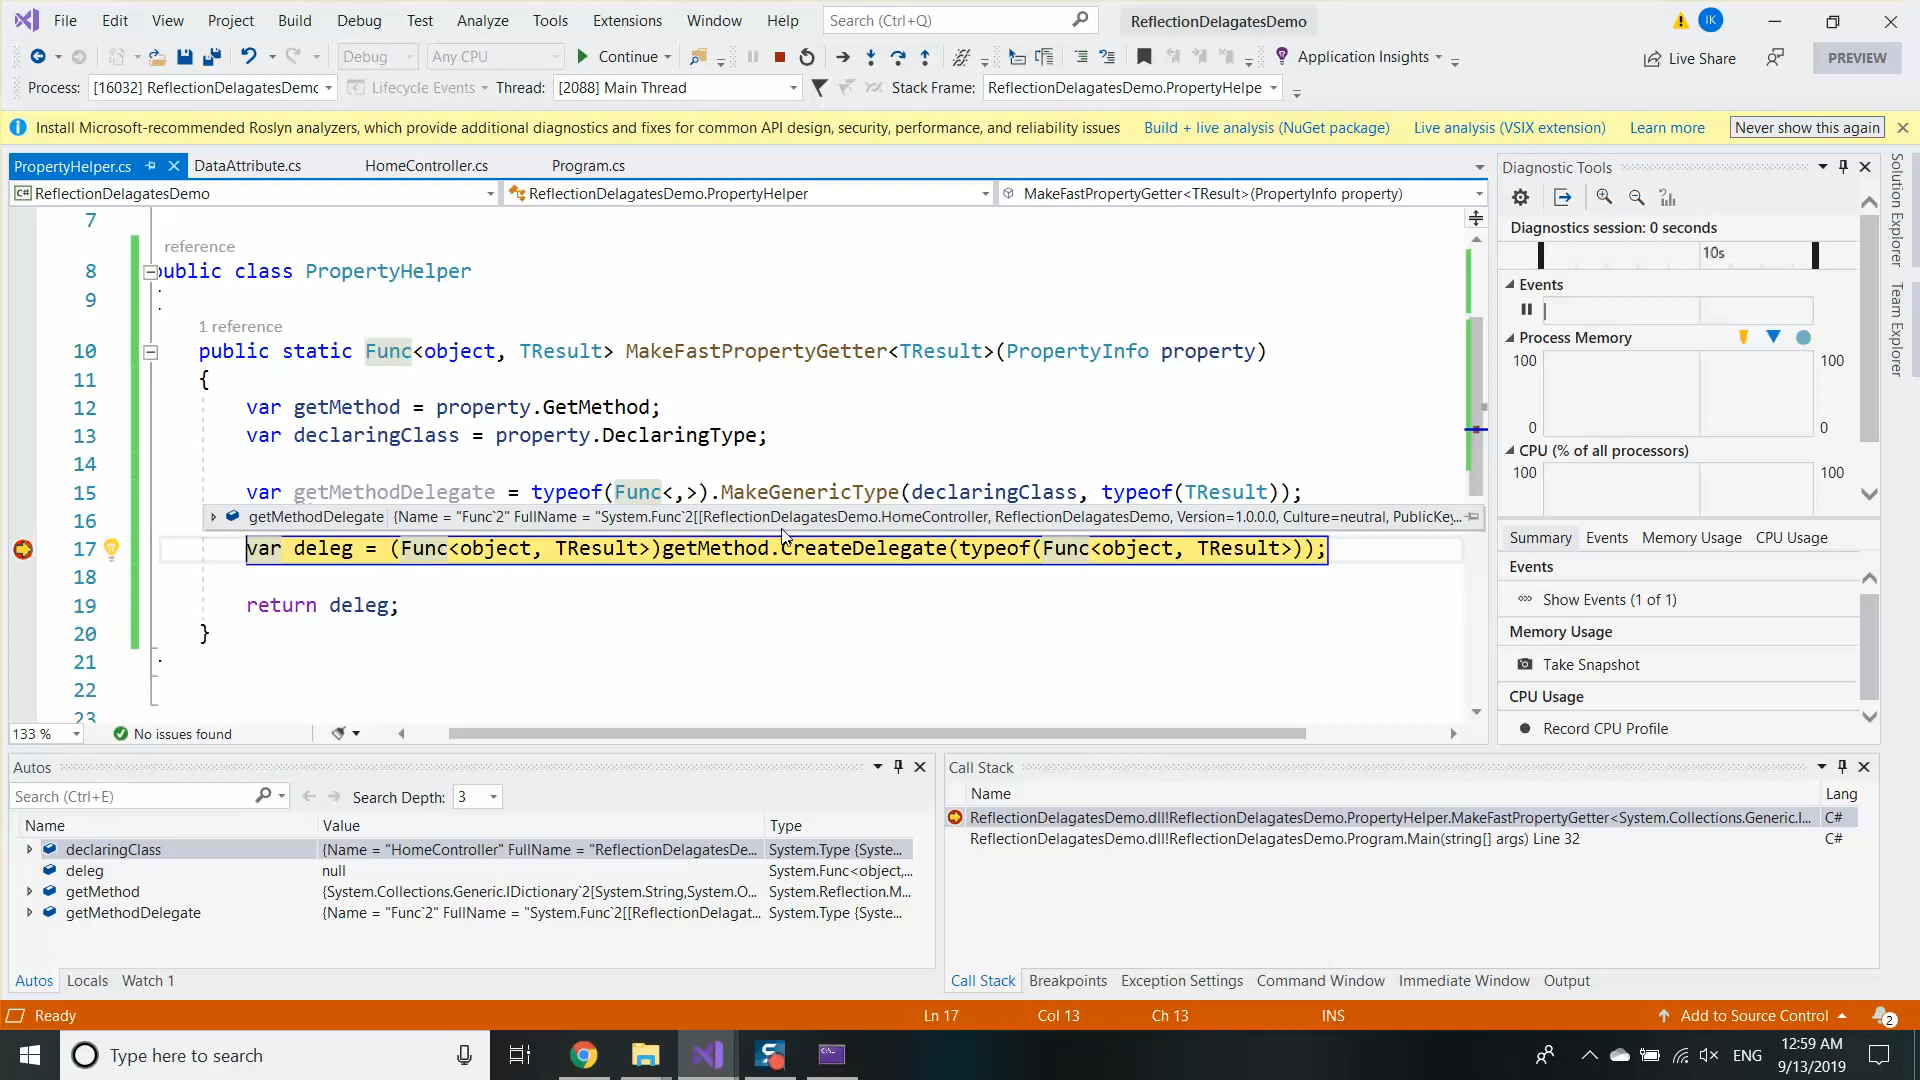 File Edit View Project Build Debug Test Analyze Tools Extensions Window Help Search (Ctrl+Q) ReflectionDelagatesDemo IK
Debug Any CPU Continue Application Insights Live Share PREVIEW
Process: [16032] ReflectionDelagatesDemc Lifecycle Events Thread: [2088] Main Thread Stack Frame: ReflectionDelagatesDemo.PropertyHelpe
Install Microsoft-recommended Roslyn analyzers, which provide additional diagnostics and fixes for common API design, security, performance, and reliability issues Build + live analysis (NuGet package) Live analysis (VSIX extension) Learn more Never show this again
PropertyHelper.cs DataAttribute.cs HomeController.cs Program.cs
C# ReflectionDelagatesDemo ReflectionDelagatesDemo.PropertyHelper MakeFastPropertyGetter<TResult>(PropertyInfo property)
7
reference
8 public class PropertyHelper
9
1 reference
10 public static Func<object, TResult> MakeFastPropertyGetter<TResult>(PropertyInfo property)
11 {
12 var getMethod = property.GetMethod;
13 var declaringClass = property.DeclaringType;
14
15 var getMethodDelegate = typeof(Func<,>).MakeGenericType(declaringClass, typeof(TResult));
16 getMethodDelegate {Name = "Func`2" FullName = "System.Func`2[[ReflectionDelagatesDemo.HomeController, ReflectionDelagatesDemo, Version=1.0.0.0, Culture=neutral, PublicKey...
17 var deleg = (Func<object, TResult>)getMethod.CreateDelegate(typeof(Func<object, TResult>));
18
19 return deleg;
20 }
21
22
23
133 % No issues found
Diagnostic Tools
Diagnostics session: 0 seconds
10s
Events
Process Memory
100 100
0 0
CPU (% of all processors)
100 100
Summary Events Memory Usage CPU Usage
Events
Show Events (1 of 1)
Memory Usage
Take Snapshot
CPU Usage
Record CPU Profile
Solution Explorer
Team Explorer
Autos
Search (Ctrl+E) Search Depth: 3
Name Value Type
declaringClass {Name = "HomeController" FullName = "ReflectionDelagatesDe... System.Type {Syste...
deleg null System.Func<object,...
getMethod {System.Collections.Generic.IDictionary`2[System.String,System.O... System.Reflection.M...
getMethodDelegate {Name = "Func`2" FullName = "System.Func`2[[ReflectionDelagat... System.Type {Syste...
Autos Locals Watch 1
Call Stack
Name Lang
ReflectionDelagatesDemo.dll!ReflectionDelagatesDemo.PropertyHelper.MakeFastPropertyGetter<System.Collections.Generic.I... C#
ReflectionDelagatesDemo.dll!ReflectionDelagatesDemo.Program.Main(string[] args) Line 32 C#
Call Stack Breakpoints Exception Settings Command Window Immediate Window Output
Ready Ln 17 Col 13 Ch 13 INS Add to Source Control 2
Type here to search ENG 12:59 AM
9/13/2019